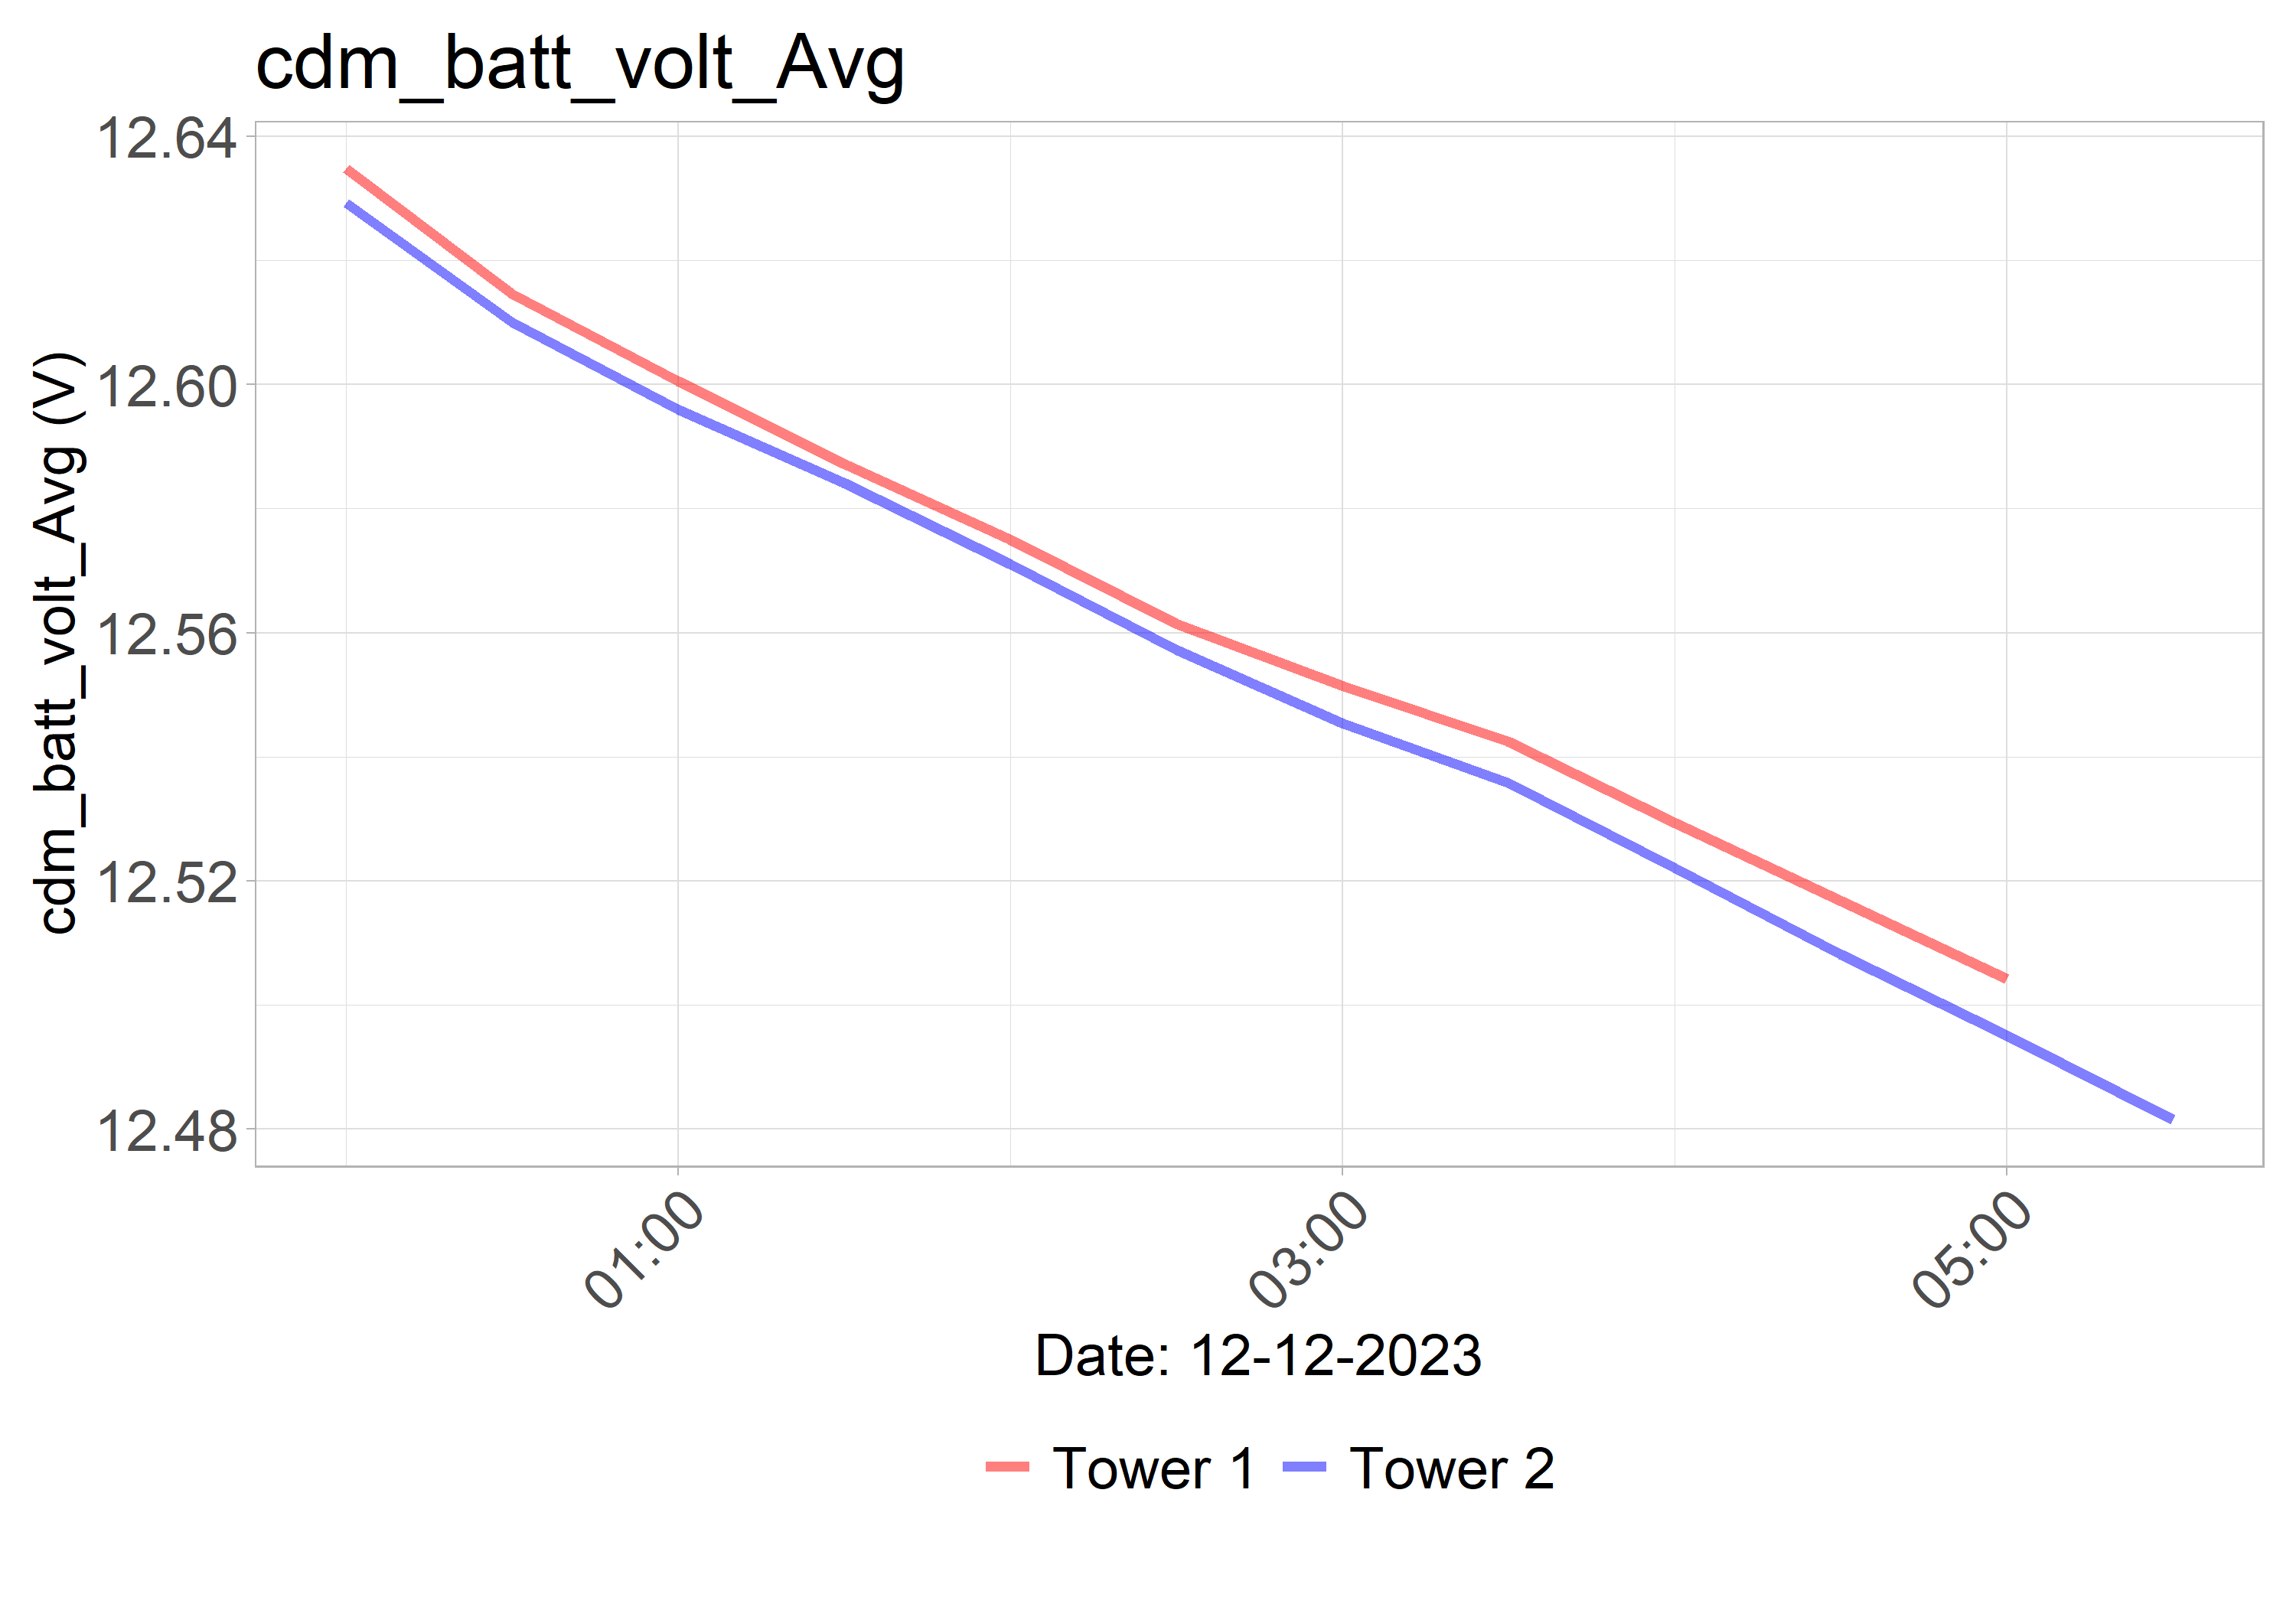 cdm_batt_volt_Avg
cdm_batt_volt_Avg (V)
12.64
12.60
12.56
12.52
12.48
01:00
03:00
05:00
Date: 12-12-2023
Tower 1
Tower 2